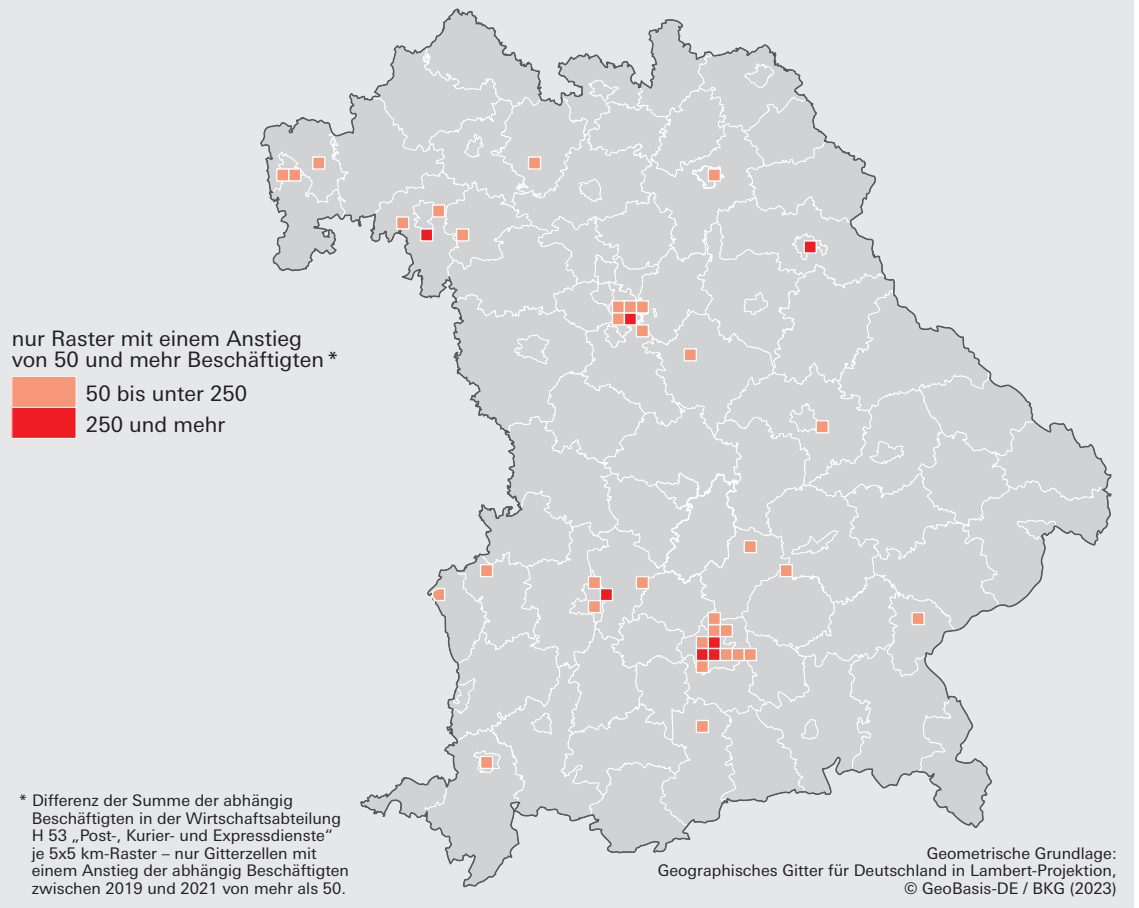 nur Raster mit einem Anstieg
von 50 und mehr Beschäftigten *
50 bis unter 250
250 und mehr
* Differenz der Summe der abhängig
Beschäftigten in der Wirtschaftsabteilung
H 53 „Post-, Kurier- und Expressdienste“
je 5x5 km-Raster – nur Gitterzellen mit
einem Anstieg der abhängig Beschäftigten
zwischen 2019 und 2021 von mehr als 50.
Geometrische Grundlage:
Geographisches Gitter für Deutschland in Lambert-Projektion,
© GeoBasis-DE / BKG (2023)